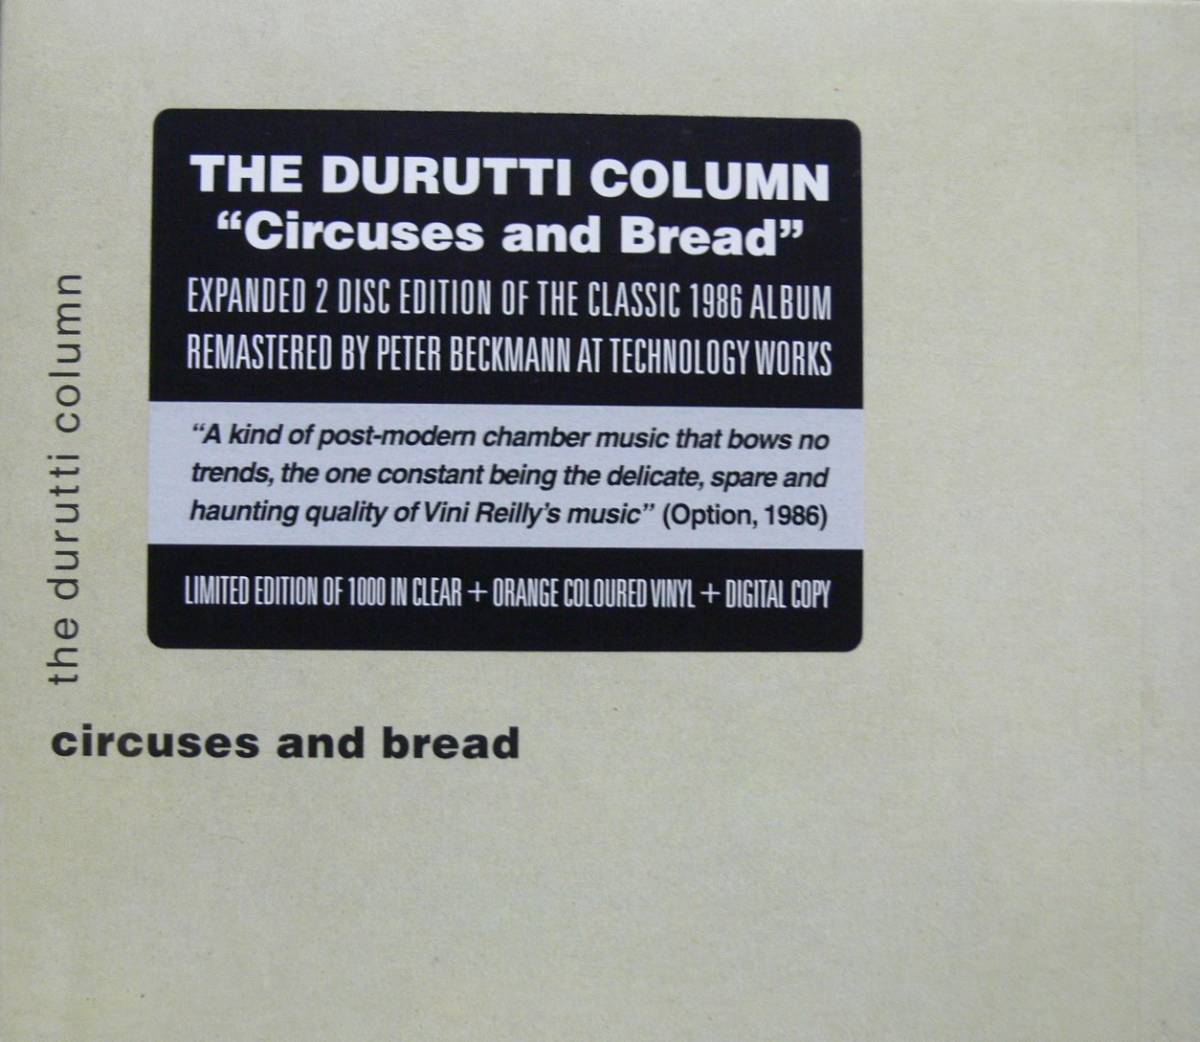 THE DURUTTI COLUMN
“Circuses and Bread”
EXPANDED 2 DISC EDITION OF THE CLASSIC 1986 ALBUM
REMASTERED BY PETER BECKMANN AT TECHNOLOGY WORKS
“A kind of post-modern chamber music that bows no
trends, the one constant being the delicate, spare and
haunting quality of Vini Reilly’s music” (Option, 1986)
LIMITED EDITION OF 1000 IN CLEAR + ORANGE COLOURED VINYL + DIGITAL COPY
the durutti column
circuses and bread